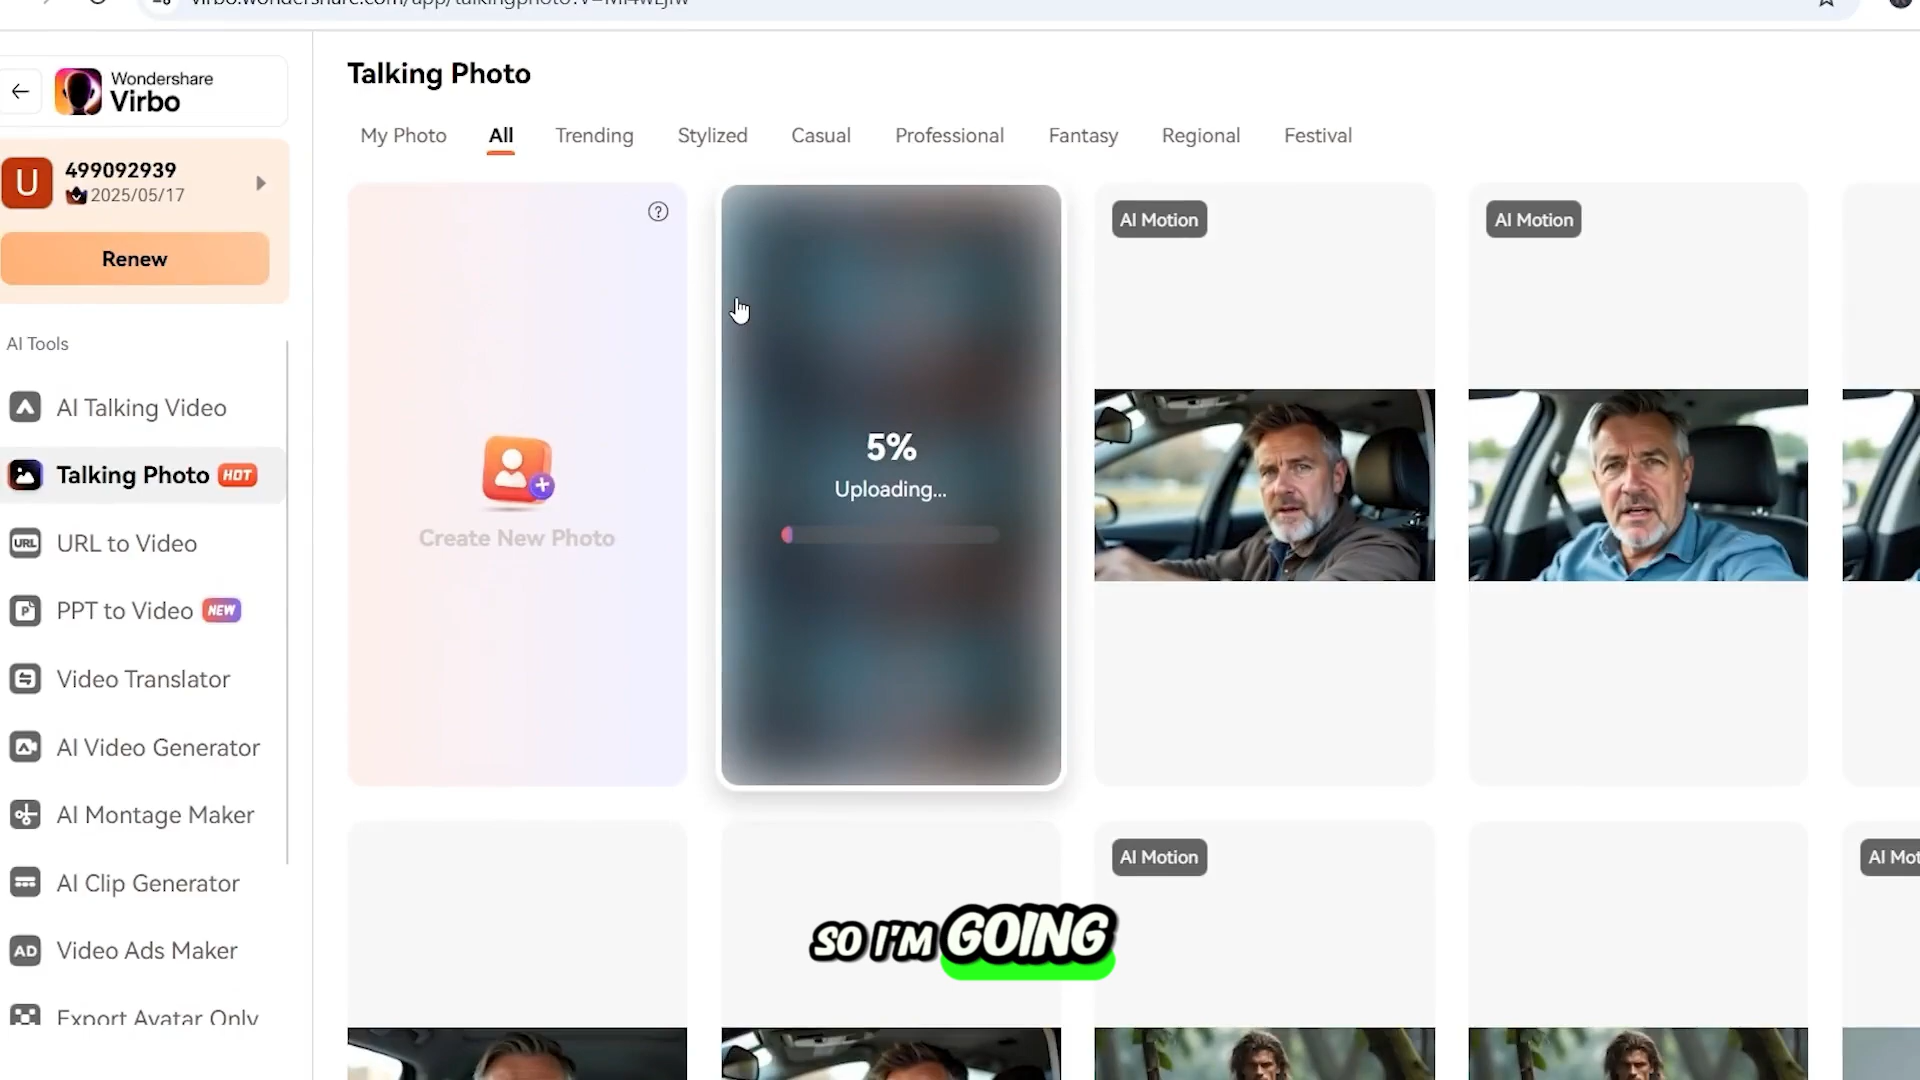 Wondershare
Virbo
499092939
2025/05/17
Renew
AI Tools
AI Talking Video
Talking Photo HOT
URL to Video
PPT to Video NEW
Video Translator
AI Video Generator
AI Montage Maker
AI Clip Generator
AD Video Ads Maker
Export Avatar Only
Talking Photo
My Photo All Trending Stylized Casual Professional Fantasy Regional Festival
Create New Photo
5%
Uploading...
AI Motion
AI Motion
AI Motion
AI Mot
SO I'M GOING